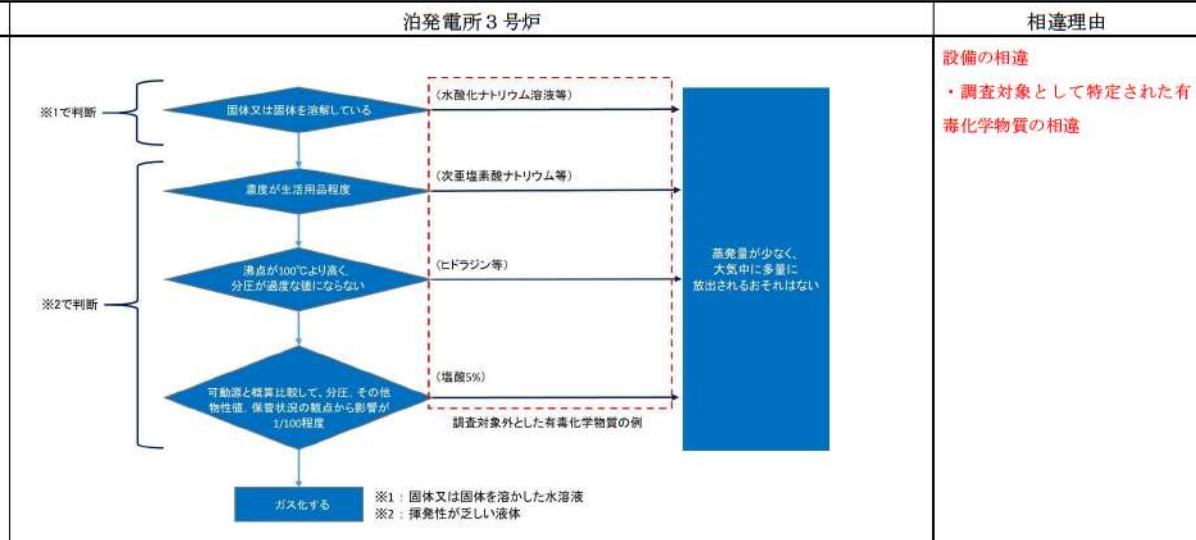 泊発電所3号炉
相違理由
設備の相違
・調査対象として特定された有
毒化学物質の相違
※1で判断
固体又は固体を溶解している
(水酸化ナトリウム溶液等)
濃度が生活用品程度
(次亜塩素酸ナトリウム等)
※2で判断
沸点が100℃より高く、
分圧が過度な値にならない
(ヒドラジン等)
蒸発量が少なく、
大気中に多量に
放出されるおそれはない
可動源と概算比較して、分圧、その他
物性値、保管状況の観点から影響が
1/100程度
(塩酸5%)
調査対象外とした有毒化学物質の例
ガス化する
※1:固体又は固体を溶かした水溶液
※2:揮発性が乏しい液体